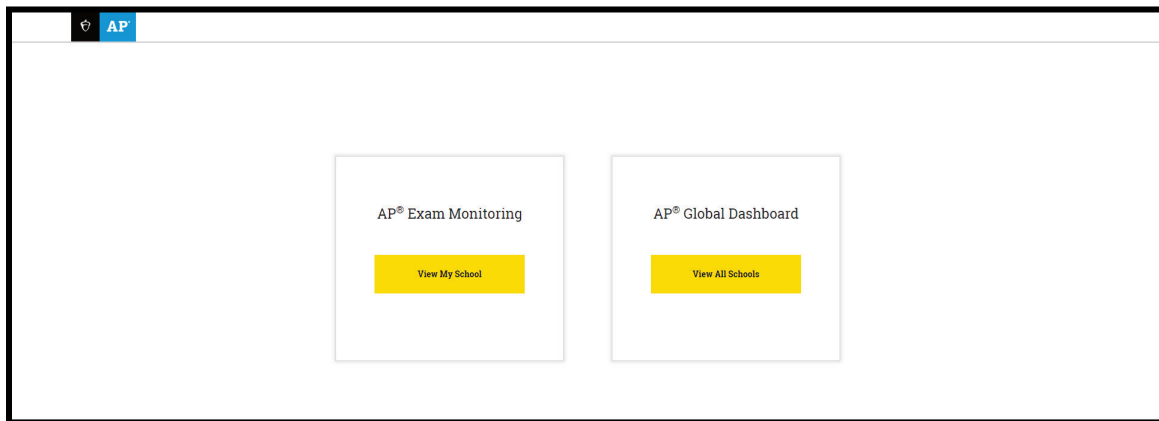 AP®
AP® Exam Monitoring
View My School
AP® Global Dashboard
View All Schools